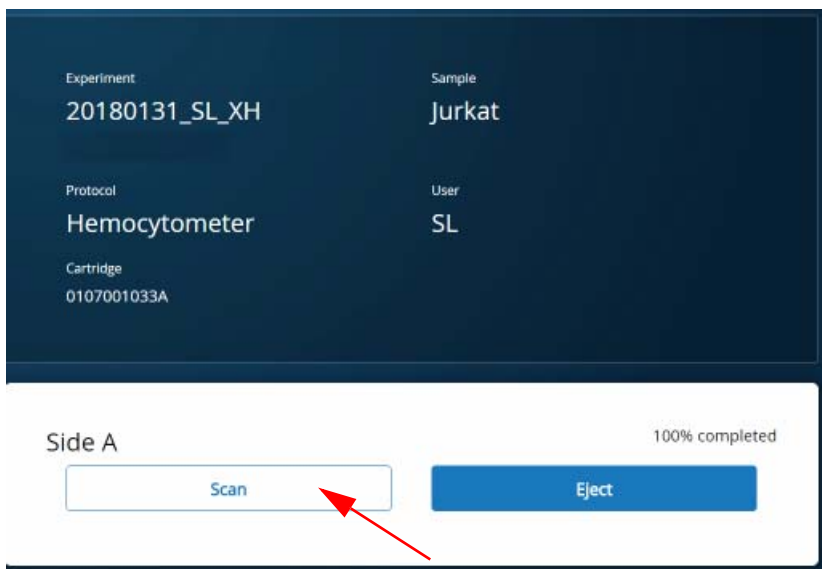 Experiment
20180131_SL_XH
Sample
Jurkat
Protocol
Hemocytometer
User
SL
Cartridge
0107001033A
Side A
100% completed
Scan
Eject